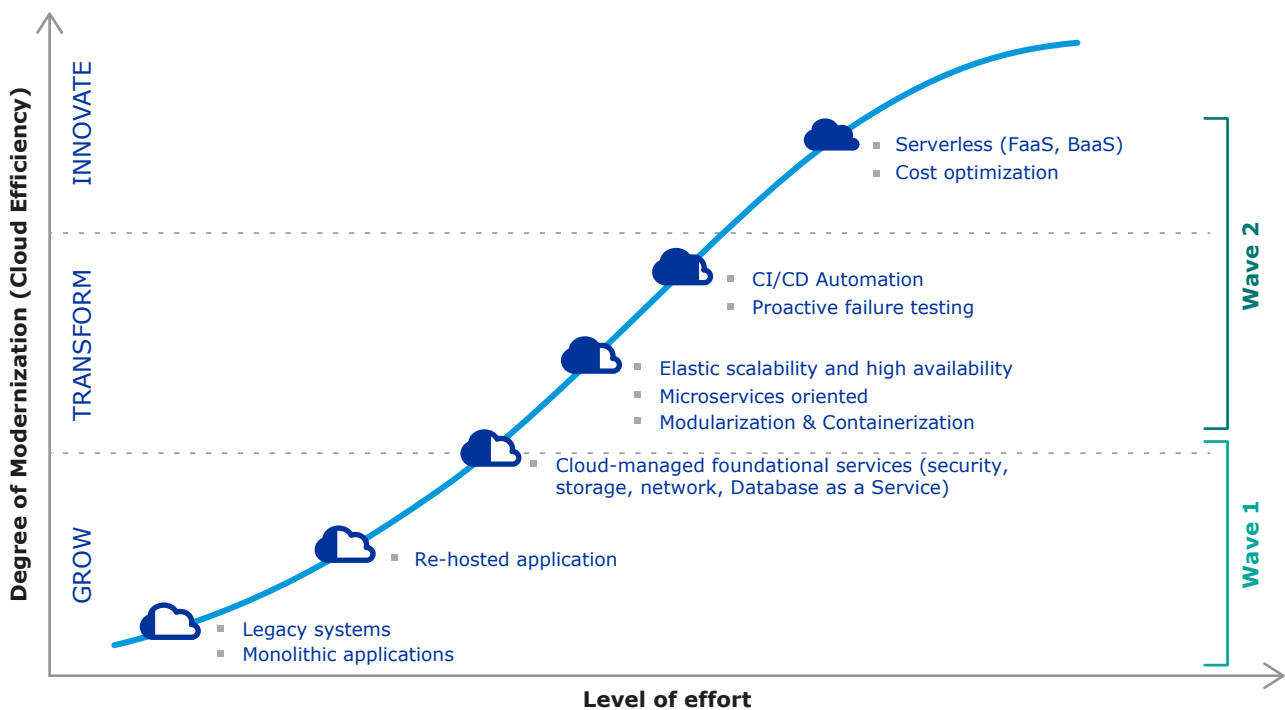 Degree of Modernization (Cloud Efficiency)
INNOVATE
Serverless (FaaS, BaaS)
Cost optimization
TRANSFORM
CI/CD Automation
Proactive failure testing
Elastic scalability and high availability
Microservices oriented
Modularization & Containerization
Wave 2
GROW
Cloud-managed foundational services (security,
storage, network, Database as a Service)
Re-hosted application
Legacy systems
Monolithic applications
Wave 1
Level of effort